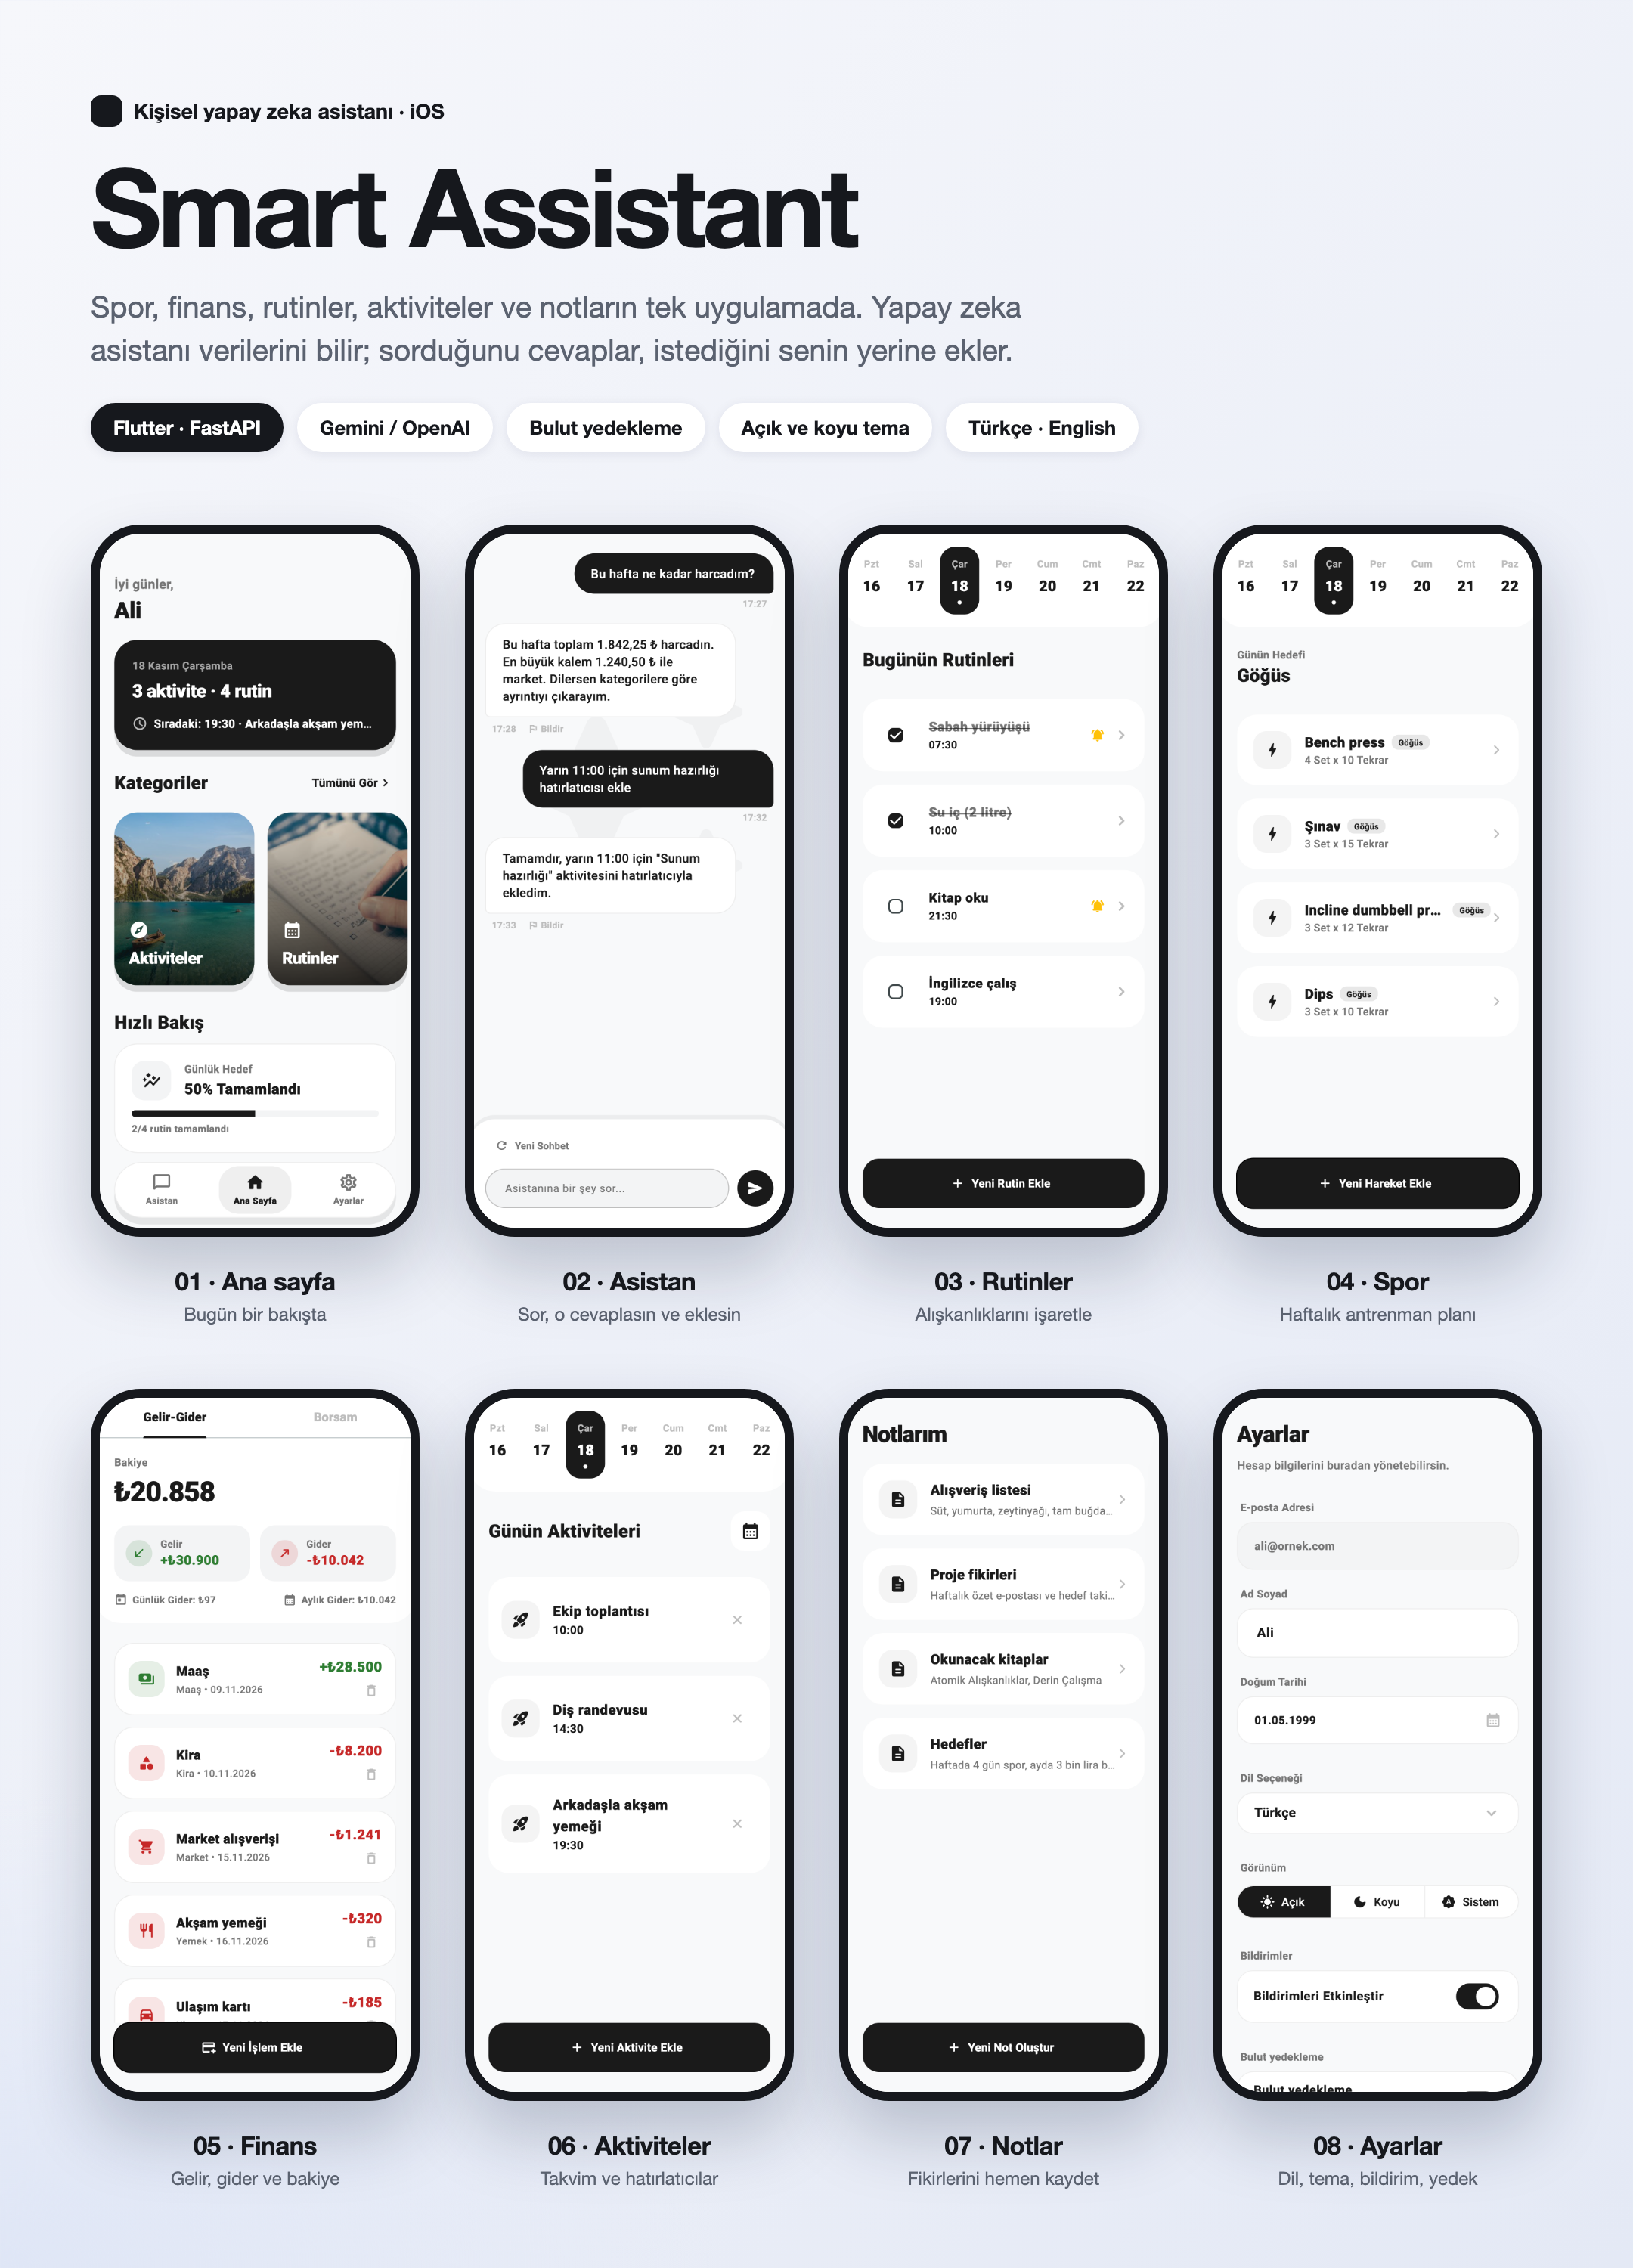 Kişisel yapay zeka asistanı · iOS
Smart Assistant
Spor, finans, rutinler, aktiviteler ve notların tek uygulamada. Yapay zeka
asistanı verilerini bilir; sorduğunu cevaplar, istediğini senin yerine ekler.
Flutter · FastAPI
Gemini / OpenAI
Bulut yedekleme
Açık ve koyu tema
Türkçe · English
İyi günler,
Ali
18 Kasım Çarşamba
3 aktivite · 4 rutin
Sıradaki: 19:30 · Arkadaşla akşam yem...
Kategoriler
Tümünü Gör
Aktiviteler
Rutinler
Hızlı Bakış
Günlük Hedef
50% Tamamlandı
2/4 rutin tamamlandı
Asistan
Ana Sayfa
Ayarlar
01 · Ana sayfa
Bugün bir bakışta
Bu hafta ne kadar harcadım?
17:27
Bu hafta toplam 1.842,25 ₺ harcadın.
En büyük kalem 1.240,50 ₺ ile
market. Dilersen kategorilere göre
ayrıntıyı çıkarayım.
17:28 Bildir
Yarın 11:00 için sunum hazırlığı
hatırlatıcısı ekle
17:32
Tamamdır, yarın 11:00 için "Sunum
hazırlığı" aktivitesini hatırlatıcıyla
ekledim.
17:33 Bildir
Yeni Sohbet
Asistanına bir şey sor...
02 · Asistan
Sor, o cevaplasın ve eklesin
Pzt Sal Çar Per Cum Cmt Paz
16 17 18 19 20 21 22
Bugünün Rutinleri
Sabah yürüyüşü
07:30
Su iç (2 litre)
10:00
Kitap oku
21:30
İngilizce çalış
19:00
Yeni Rutin Ekle
03 · Rutinler
Alışkanlıklarını işaretle
Pzt Sal Çar Per Cum Cmt Paz
16 17 18 19 20 21 22
Günün Hedefi
Göğüs
Bench press Göğüs
4 Set x 10 Tekrar
Şınav Göğüs
3 Set x 15 Tekrar
Incline dumbbell pr... Göğüs
3 Set x 12 Tekrar
Dips Göğüs
3 Set x 10 Tekrar
Yeni Hareket Ekle
04 · Spor
Haftalık antrenman planı
Gelir-Gider
Borsam
Bakiye
₺20.858
Gelir
+₺30.900
Gider
-₺10.042
Günlük Gider: ₺97
Aylık Gider: ₺10.042
Maaş
+₺28.500
Maaş • 09.11.2026
Kira
-₺8.200
Kira • 10.11.2026
Market alışverişi
-₺1.241
Market • 15.11.2026
Akşam yemeği
-₺320
Yemek • 16.11.2026
Ulaşım kartı
-₺185
Yeni İşlem Ekle
05 · Finans
Gelir, gider ve bakiye
Pzt Sal Çar Per Cum Cmt Paz
16 17 18 19 20 21 22
Günün Aktiviteleri
Ekip toplantısı
10:00
Diş randevusu
14:30
Arkadaşla akşam
yemeği
19:30
Yeni Aktivite Ekle
06 · Aktiviteler
Takvim ve hatırlatıcılar
Notlarım
Alışveriş listesi
Süt, yumurta, zeytinyağı, tam buğda...
Proje fikirleri
Haftalık özet e-postası ve hedef taki...
Okunacak kitaplar
Atomik Alışkanlıklar, Derin Çalışma
Hedefler
Haftada 4 gün spor, ayda 3 bin lira b...
Yeni Not Oluştur
07 · Notlar
Fikirlerini hemen kaydet
Ayarlar
Hesap bilgilerini buradan yönetebilirsin.
E-posta Adresi
ali@ornek.com
Ad Soyad
Ali
Doğum Tarihi
01.05.1999
Dil Seçeneği
Türkçe
Görünüm
Açık
Koyu
Sistem
Bildirimler
Bildirimleri Etkinleştir
Bulut yedekleme
Bulut yedekleme
08 · Ayarlar
Dil, tema, bildirim, yedek